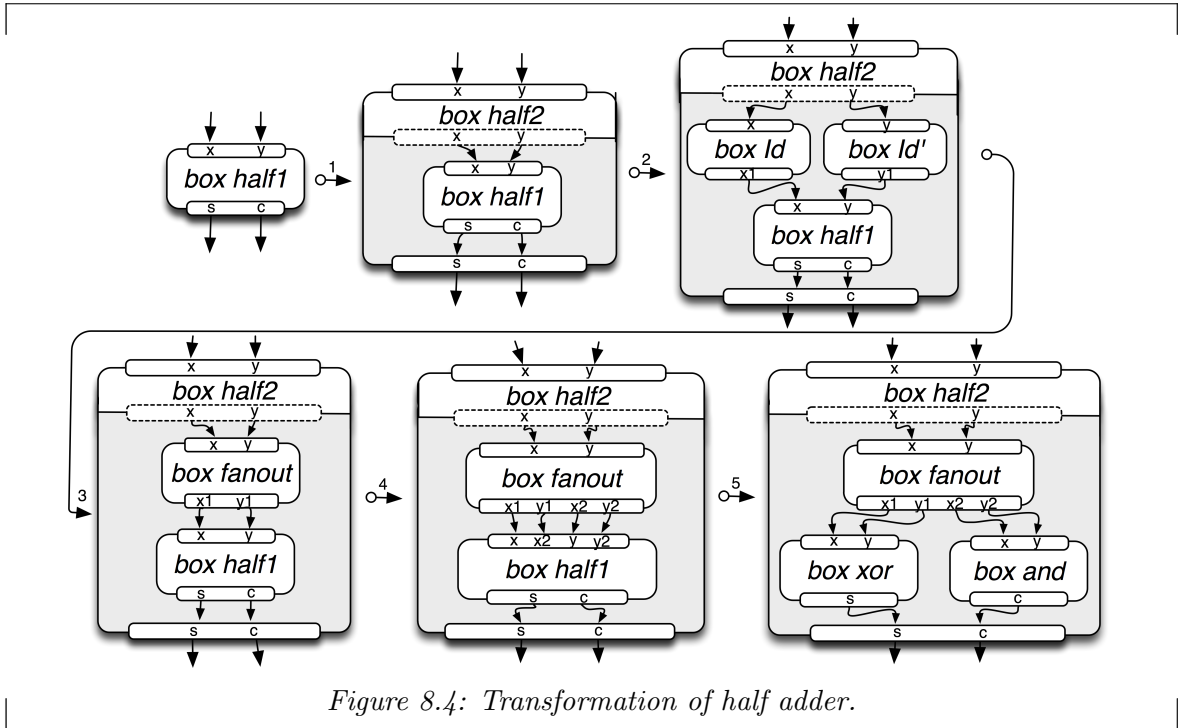 x y
box half1
s c
1
x y
box half2
x y
x y
box half1
s c
s c
2
x y
box half2
x y
x y
box Id box Id'
x1 y1
x y
box half1
s c
s c
3
x y
box half2
x y
x y
box fanout
x1 y1
x y
box half1
s c
s c
4
x y
box half2
x y
x y
box fanout
x1 y1 x2 y2
x x2 y y2
box half1
s c
s c
5
x y
box half2
x y
x y
box fanout
x1 y1 x2 y2
x y x y
box xor box and
s c
s c
Figure 8.4: Transformation of half adder.